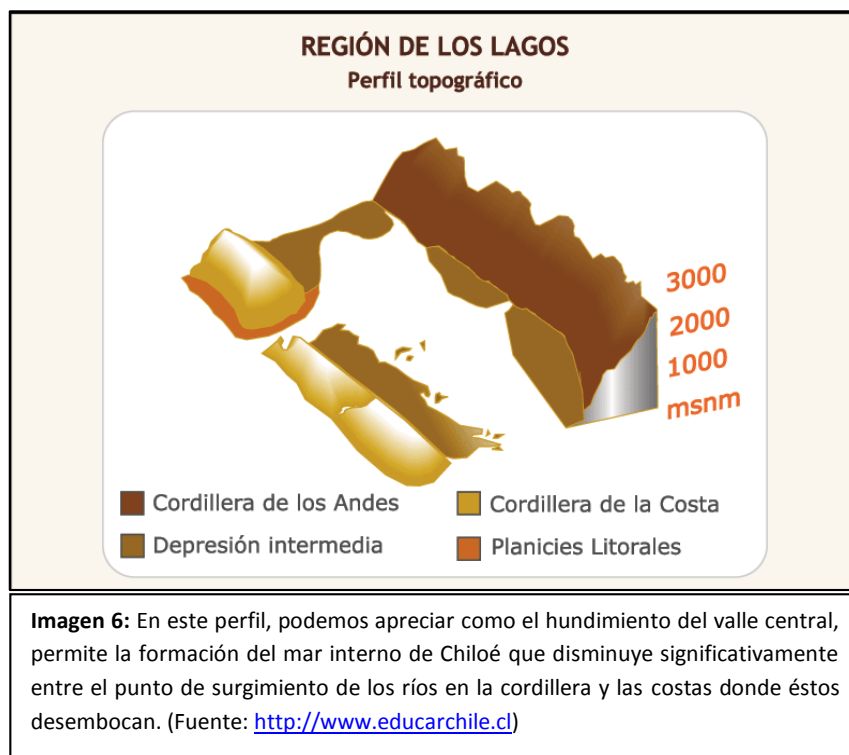 REGIÓN DE LOS LAGOS
Perfil topográfico
3000
2000
1000
msnm
Cordillera de los Andes
Cordillera de la Costa
Depresión intermedia
Planicies Litorales
Imagen 6: En este perfil, podemos apreciar como el hundimiento del valle central,
permite la formación del mar interno de Chiloé que disminuye significativamente
entre el punto de surgimiento de los ríos en la cordillera y las costas donde éstos
desembocan. (Fuente: http://www.educarchile.cl)